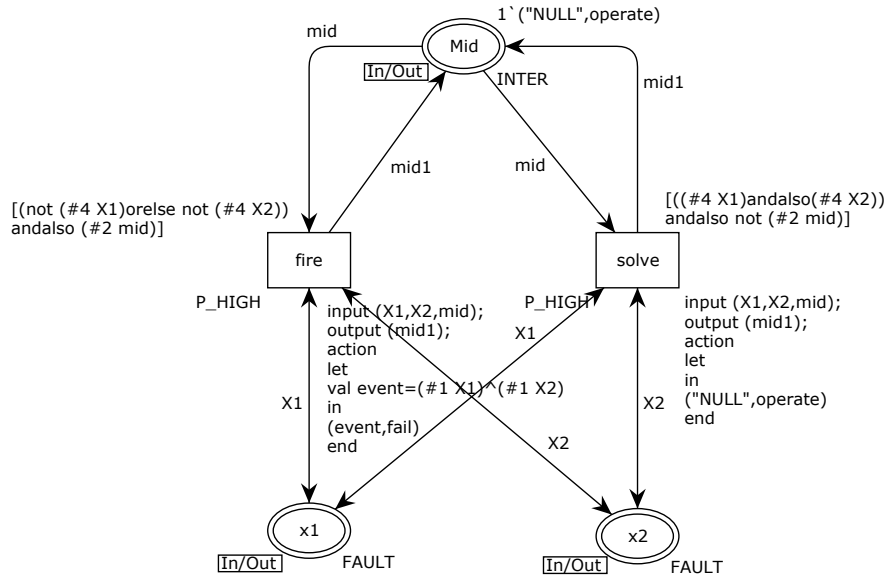 1`("NULL",operate)
mid
Mid
In/Out
INTER
mid1
mid1
mid
[(not (#4 X1)orelse not (#4 X2))
andalso (#2 mid)]
[((#4 X1)andalso(#4 X2))
andalso not (#2 mid)]
fire
solve
P_HIGH
P_HIGH
input (X1,X2,mid);
output (mid1);
action
let
val event=(#1 X1)^(#1 X2)
in
(event,fail)
end
input (X1,X2,mid);
output (mid1);
action
let
in
("NULL",operate)
end
X1
X1
X2
X2
x1
x2
In/Out
FAULT
In/Out
FAULT